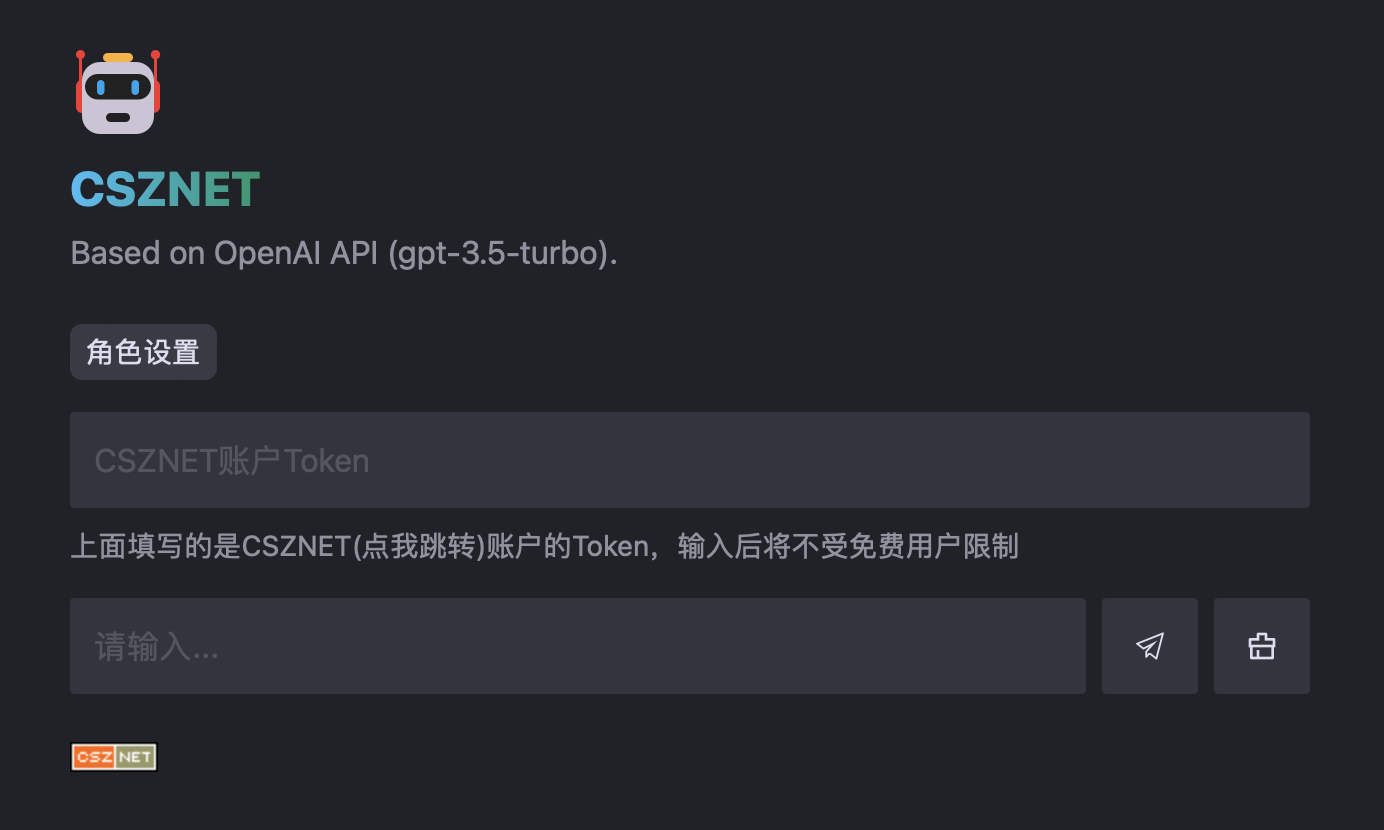 CSZNET
Based on OpenAI API (gpt-3.5-turbo).
角色设置
CSZNET账户Token
上面填写的是CSZNET(点我跳转)账户的Token，输入后将不受免费用户限制
请输入...
CSZ NET